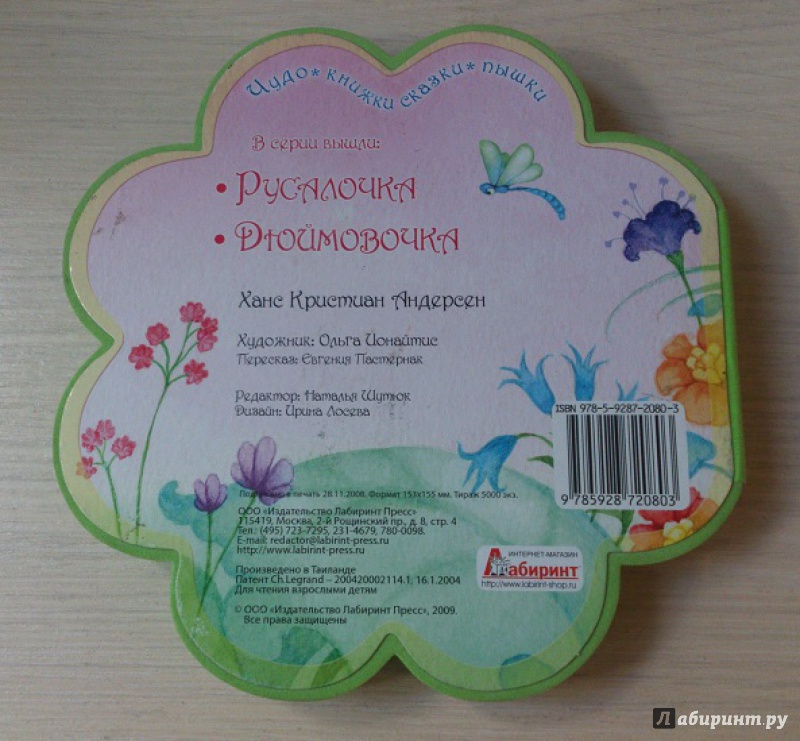 Чудо*книжки сказки*пышки
В серии вышли:
• Русалочка
• Дюймовочка
Ханс Кристиан Андерсен
Художник: Ольга Ионайтис
Пересказ: Евгения Пастернак
Редактор: Наталья Шутюк
Дизайн: Ирина Лосева
ISBN 978-5-9287-2080-3
9 785928 720803
Подписано в печать 28.11.2008. Формат 153х155 мм. Тираж 5000 экз.
ООО «Издательство Лабиринт Пресс»
115419, Москва, 2-й Рощинский пр., д. 8, стр. 4
Тел.: (495) 723-7295, 231-4679, 780-0098.
E-mail: redactor@labirint-press.ru
http://www.labirint-press.ru
ИНТЕРНЕТ-МАГАЗИН
Лабиринт
http://www.labirint-shop.ru
Произведено в Таиланде
Патент Ch.Legrand – 200420002114.1, 16.1.2004
Для чтения взрослыми детям
© ООО «Издательство Лабиринт Пресс», 2009.
Все права защищены
Лабиринт.ру